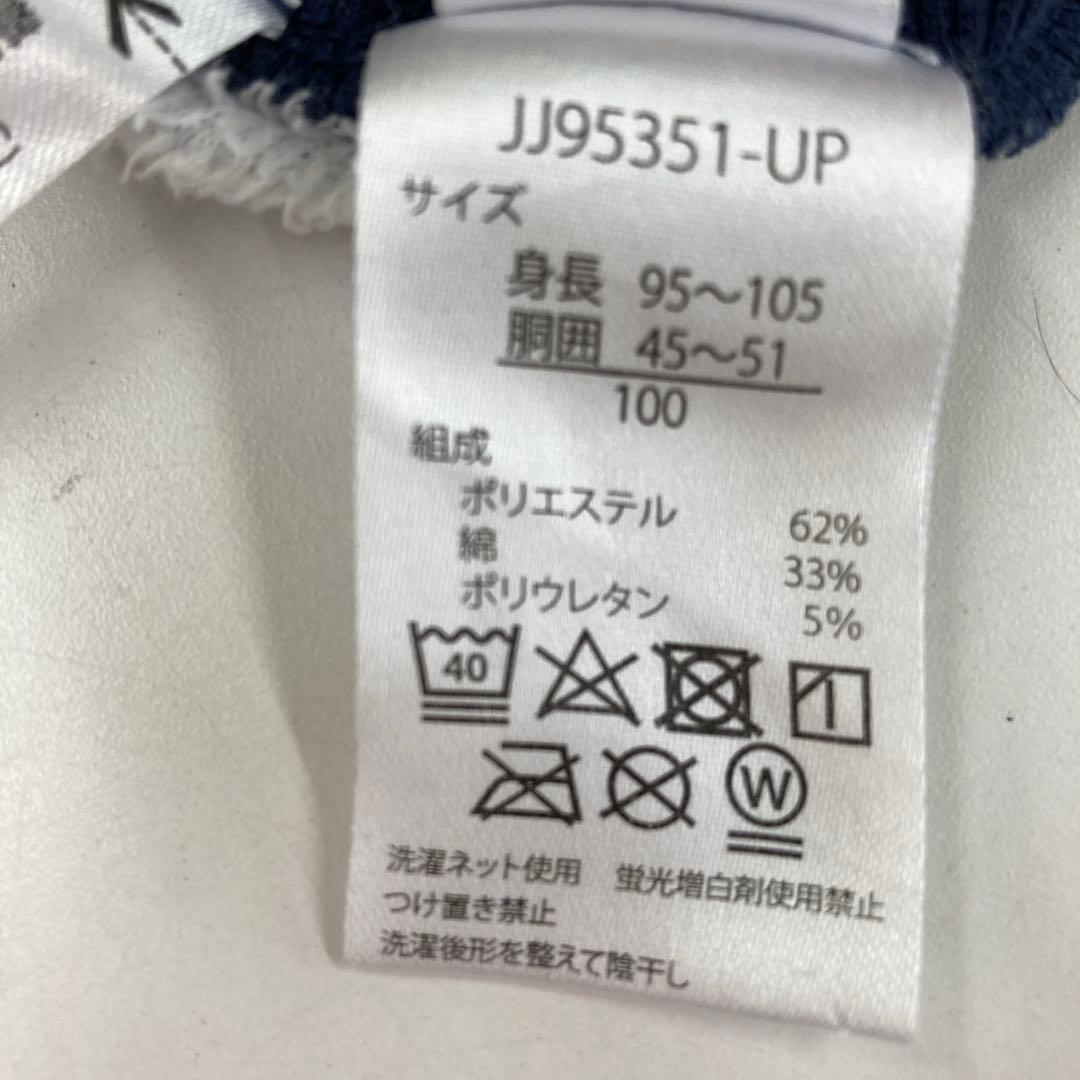 JJ95351-UP
サイズ
身長 95～105
胴囲 45～51
100
組成
ポリエステル 62%
綿 33%
ポリウレタン 5%
40
W
洗濯ネット使用 蛍光増白剤使用禁止
つけ置き禁止
洗濯後形を整えて陰干し